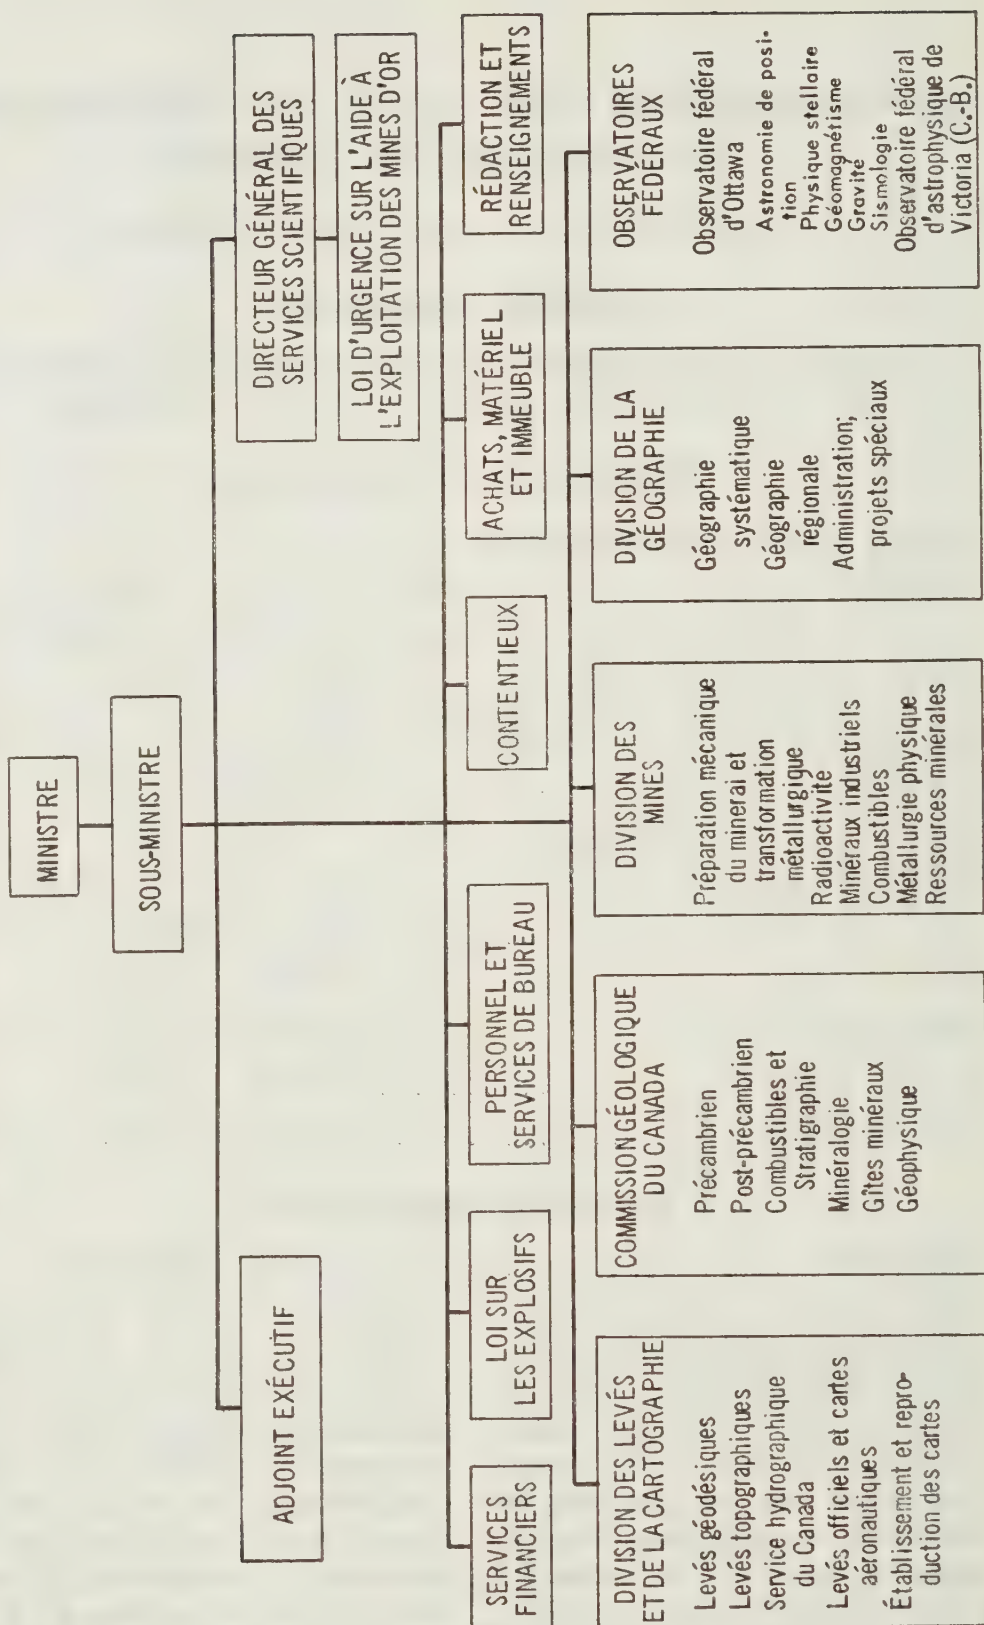 MINISTRE
SOUS-MINISTRE
ADJOINT EXÉCUTIF
DIRECTEUR GÉNÉRAL DES
SERVICES SCIENTIFIQUES
LOI D'URGENCE SUR L'AIDE À
L'EXPLOITATION DES MINES D'OR
SERVICES
FINANCIERS
LOI SUR
LES EXPLOSIFS
PERSONNEL ET
SERVICES DE BUREAU
CONTENTIEUX
ACHATS, MATÉRIEL
ET IMMEUBLE
RÉDACTION ET
RENSEIGNEMENTS
DIVISION DES LEVÉS
ET DE LA CARTOGRAPHIE
Levés géodésiques
Levés topographiques
Service hydrographique
du Canada
Levés officiels et cartes
aéronautiques
Établissement et repro-
duction des cartes
COMMISSION GÉOLOGIQUE
DU CANADA
Précambrien
Post-précambrien
Combustibles et
Stratigraphie
Minéralogie
Gîtes minéraux
Géophysique
DIVISION DES
MINES
Préparation mécanique
du minerai et
transformation
métallurgique
Radioactivité
Minéraux industriels
Combustibles
Métallurgie physique
Ressources minérales
DIVISION DE LA
GÉOGRAPHIE
Géographie
systématique
Géographie
régionale
Administration;
projets spéciaux
OBSERVATOIRES
FÉDÉRAUX
Observatoire fédéral
d'Ottawa
Astronomie de posi-
tion
Physique stellaire
Géomagnétisme
Gravité
Sismologie
Observatoire fédéral
d'astrophysique de
Victoria (C.-B.)